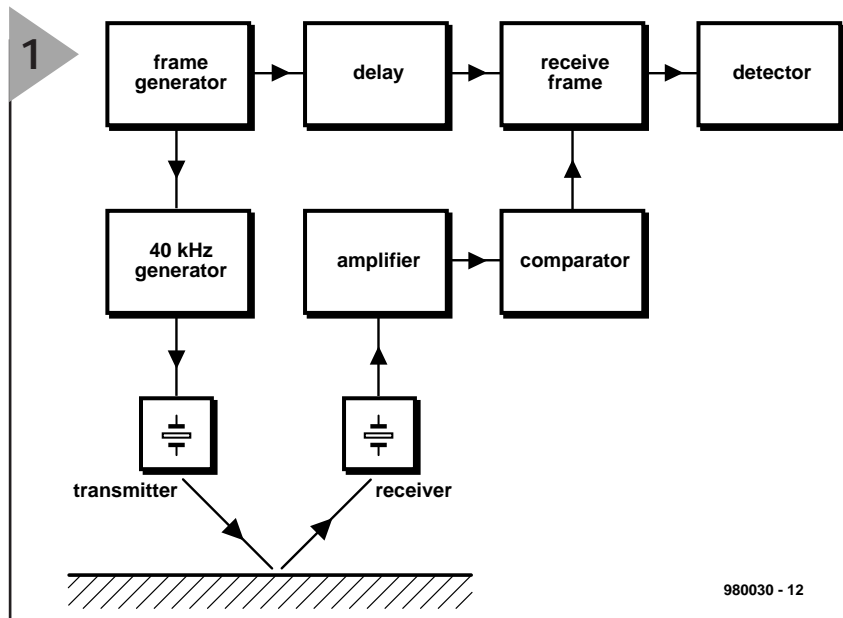 1
frame
generator
delay
receive
frame
detector
40 kHz
generator
amplifier
comparator
transmitter
receiver
980030 - 12